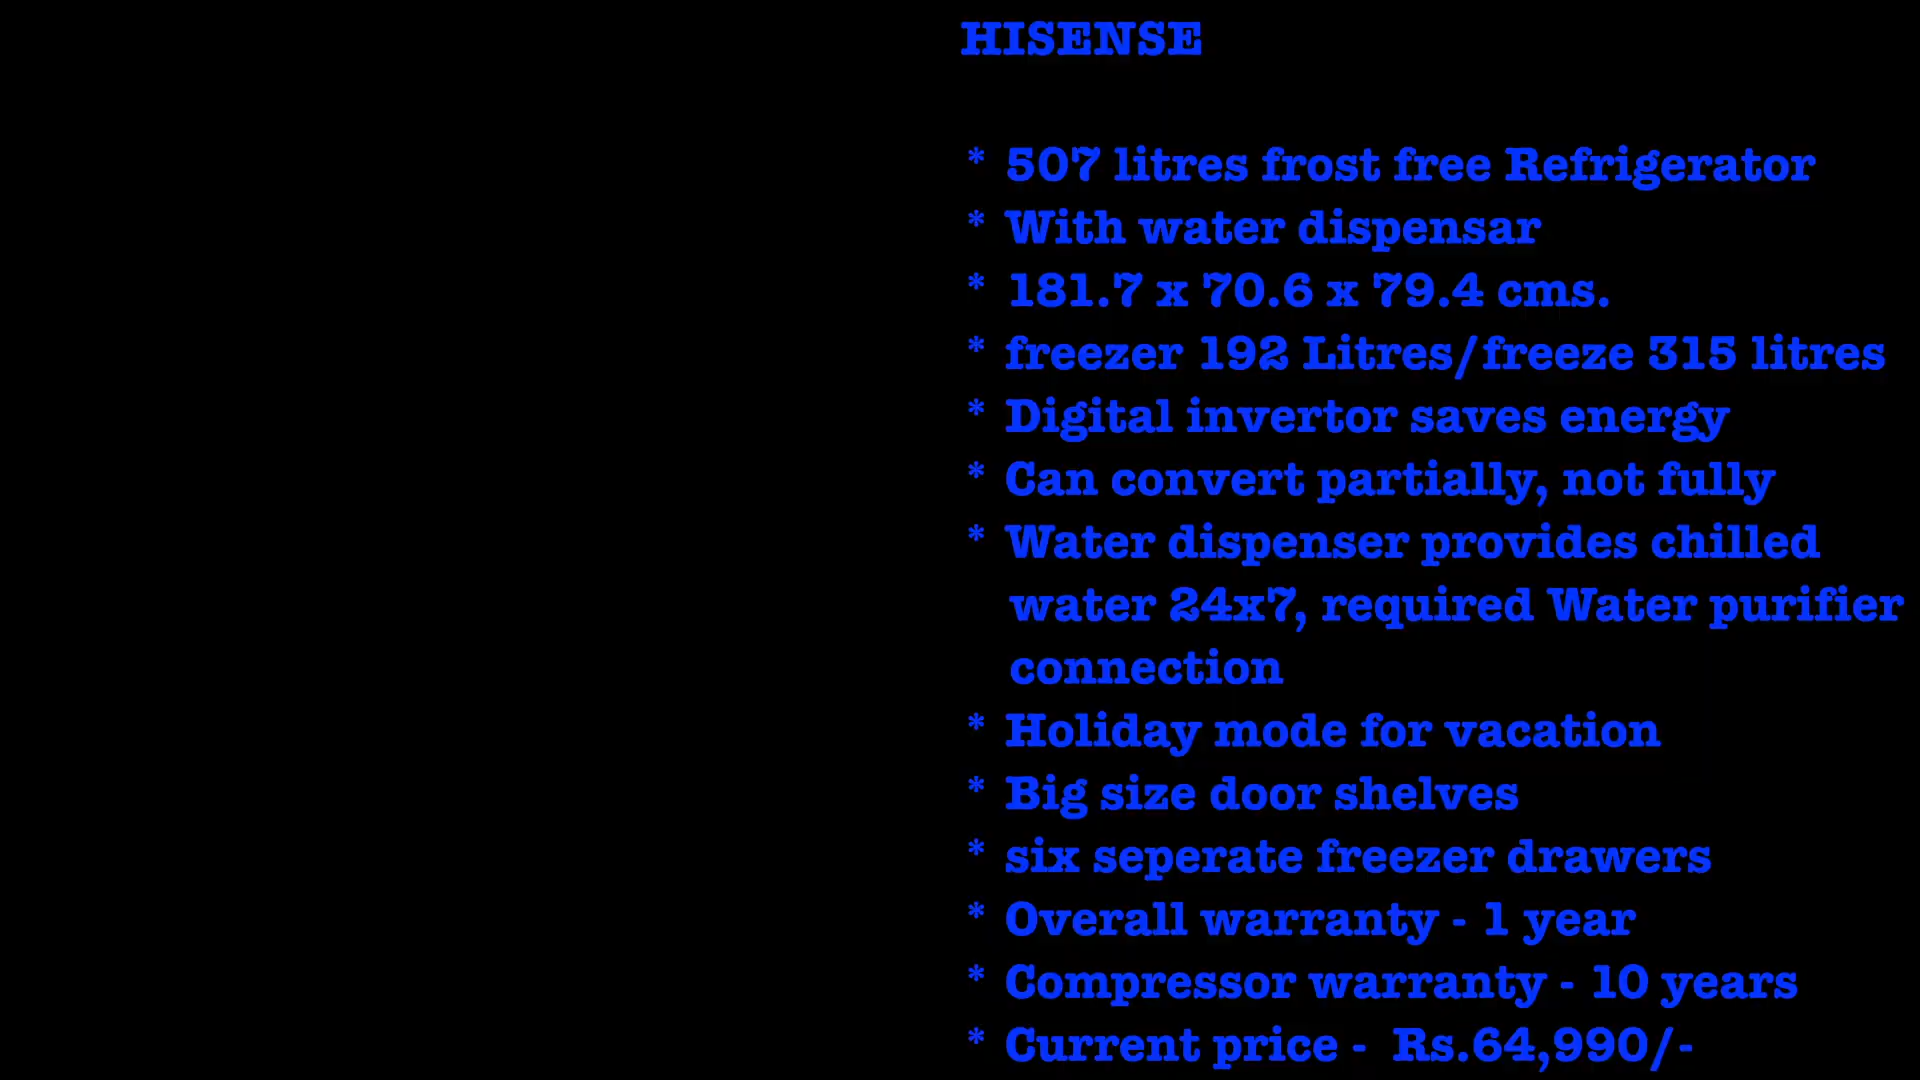 HISENSE
* 507 litres frost free Refrigerator
* With water dispensar
* 181.7 x 70.6 x 79.4 cms.
* freezer 192 Litres/freeze 315 litres
* Digital invertor saves energy
* Can convert partially, not fully
* Water dispenser provides chilled
water 24x7, required Water purifier
connection
* Holiday mode for vacation
* Big size door shelves
* six seperate freezer drawers
* Overall warranty - 1 year
* Compressor warranty - 10 years
* Current price - Rs.64,990/-